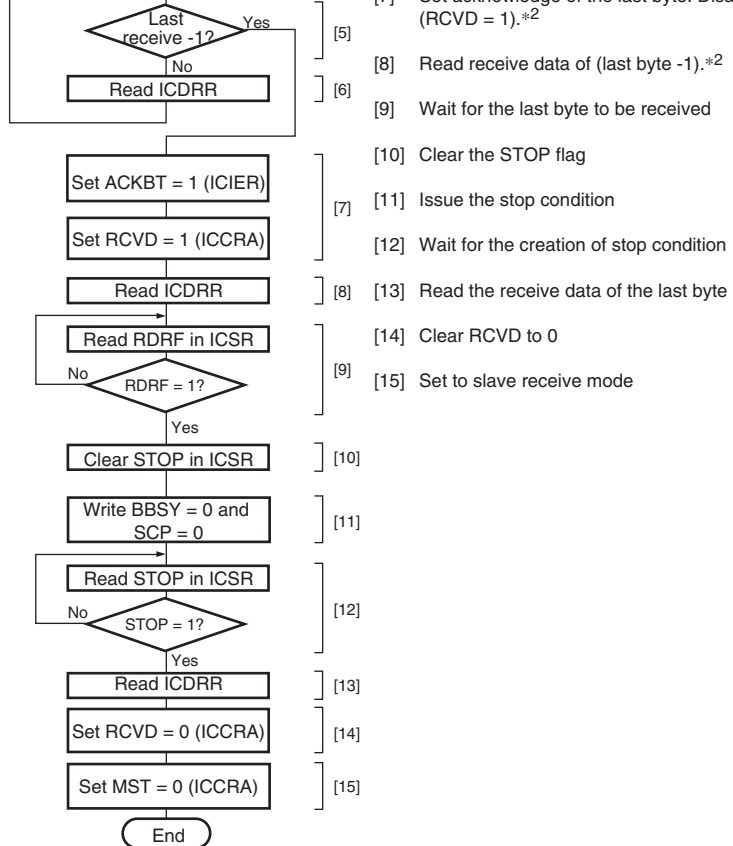 Last
receive -1?
Yes
[5]
No
Read ICDRR
[6]
Set ACKBT = 1 (ICIER)
Set RCVD = 1 (ICCRA)
[7]
Read ICDRR
[8]
Read RDRF in ICSR
No
RDRF = 1?
[9]
Yes
Clear STOP in ICSR
[10]
Write BBSY = 0 and
SCP = 0
[11]
Read STOP in ICSR
No
STOP = 1?
[12]
Yes
Read ICDRR
[13]
Set RCVD = 0 (ICCRA)
[14]
Set MST = 0 (ICCRA)
[15]
End
(RCVD = 1).*2
[8] Read receive data of (last byte -1).*2
[9] Wait for the last byte to be received
[10] Clear the STOP flag
[11] Issue the stop condition
[12] Wait for the creation of stop condition
[13] Read the receive data of the last byte
[14] Clear RCVD to 0
[15] Set to slave receive mode